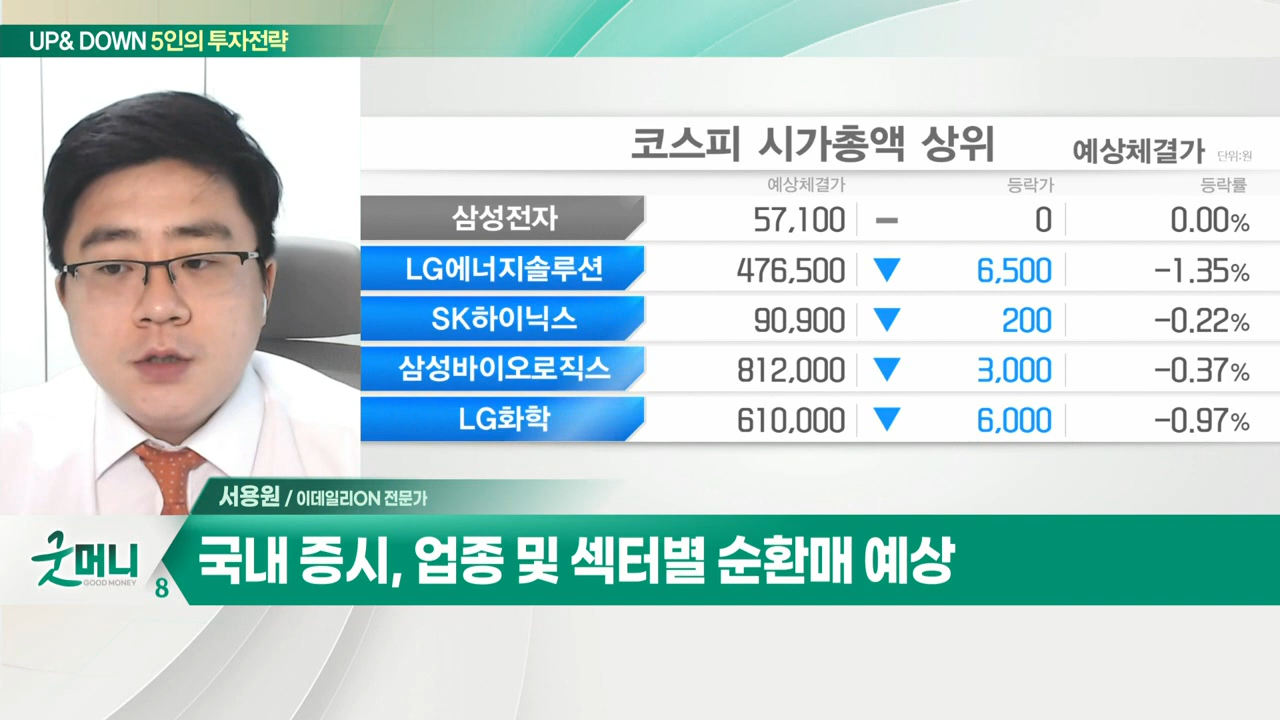 UP& DOWN 5인의 투자전략
코스피 시가총액 상위 예상체결가 단위:원
예상체결가 등락가 등락률
삼성전자 57,100 0 0.00%
LG에너지솔루션 476,500 ▼ 6,500 -1.35%
SK하이닉스 90,900 ▼ 200 -0.22%
삼성바이오로직스 812,000 ▼ 3,000 -0.37%
LG화학 610,000 ▼ 6,000 -0.97%
서용원 / 이데일리ON 전문가
굿머니
GOOD MONEY
8
국내 증시, 업종 및 섹터별 순환매 예상